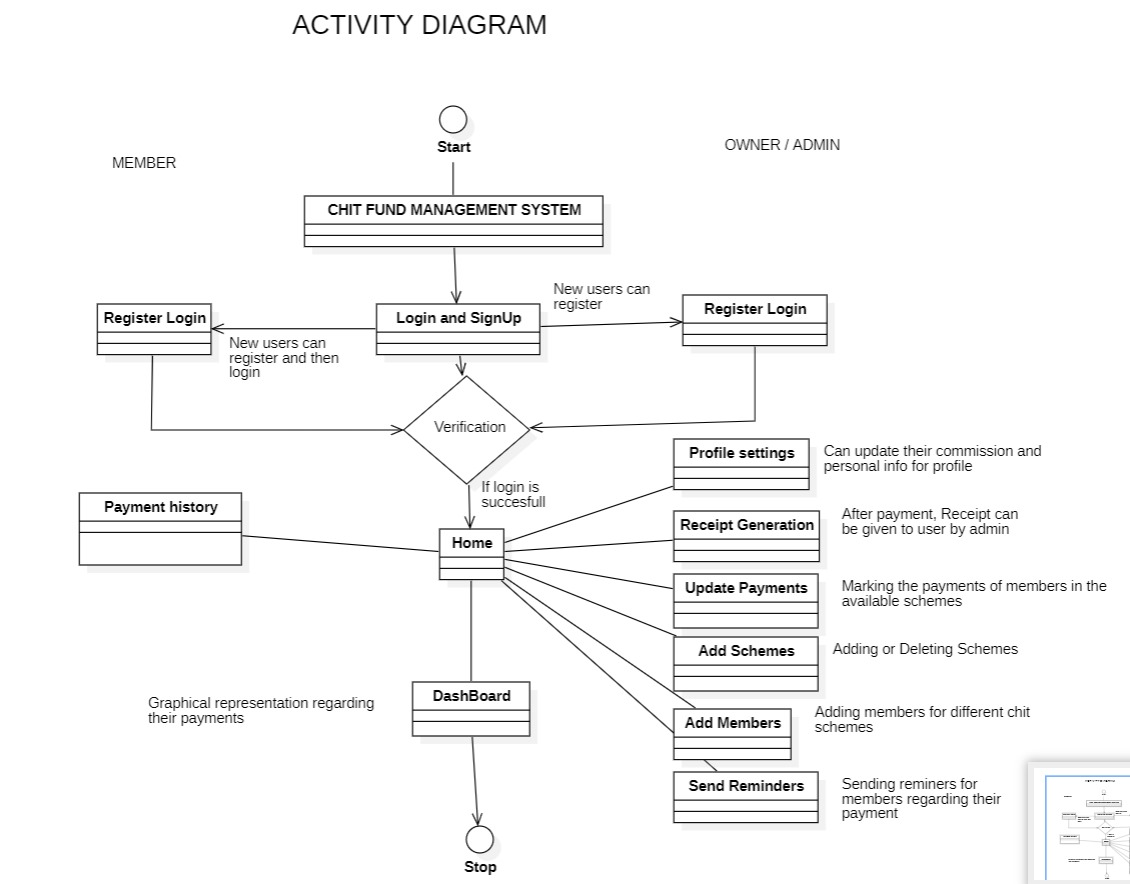 ACTIVITY DIAGRAM
Start
MEMBER
OWNER / ADMIN
CHIT FUND MANAGEMENT SYSTEM
New users can
register
Register Login
Login and SignUp
Register Login
New users can
register and then
login
Verification
Profile settings
Can update their commission and
personal info for profile
If login is
succesfull
Payment history
Receipt Generation
After payment, Receipt can
be given to user by admin
Home
Update Payments
Marking the payments of members in the
available schemes
Add Schemes
Adding or Deleting Schemes
DashBoard
Graphical representation regarding
their payments
Add Members
Adding members for different chit
schemes
Send Reminders
Sending reminers for
members regarding their
payment
Stop